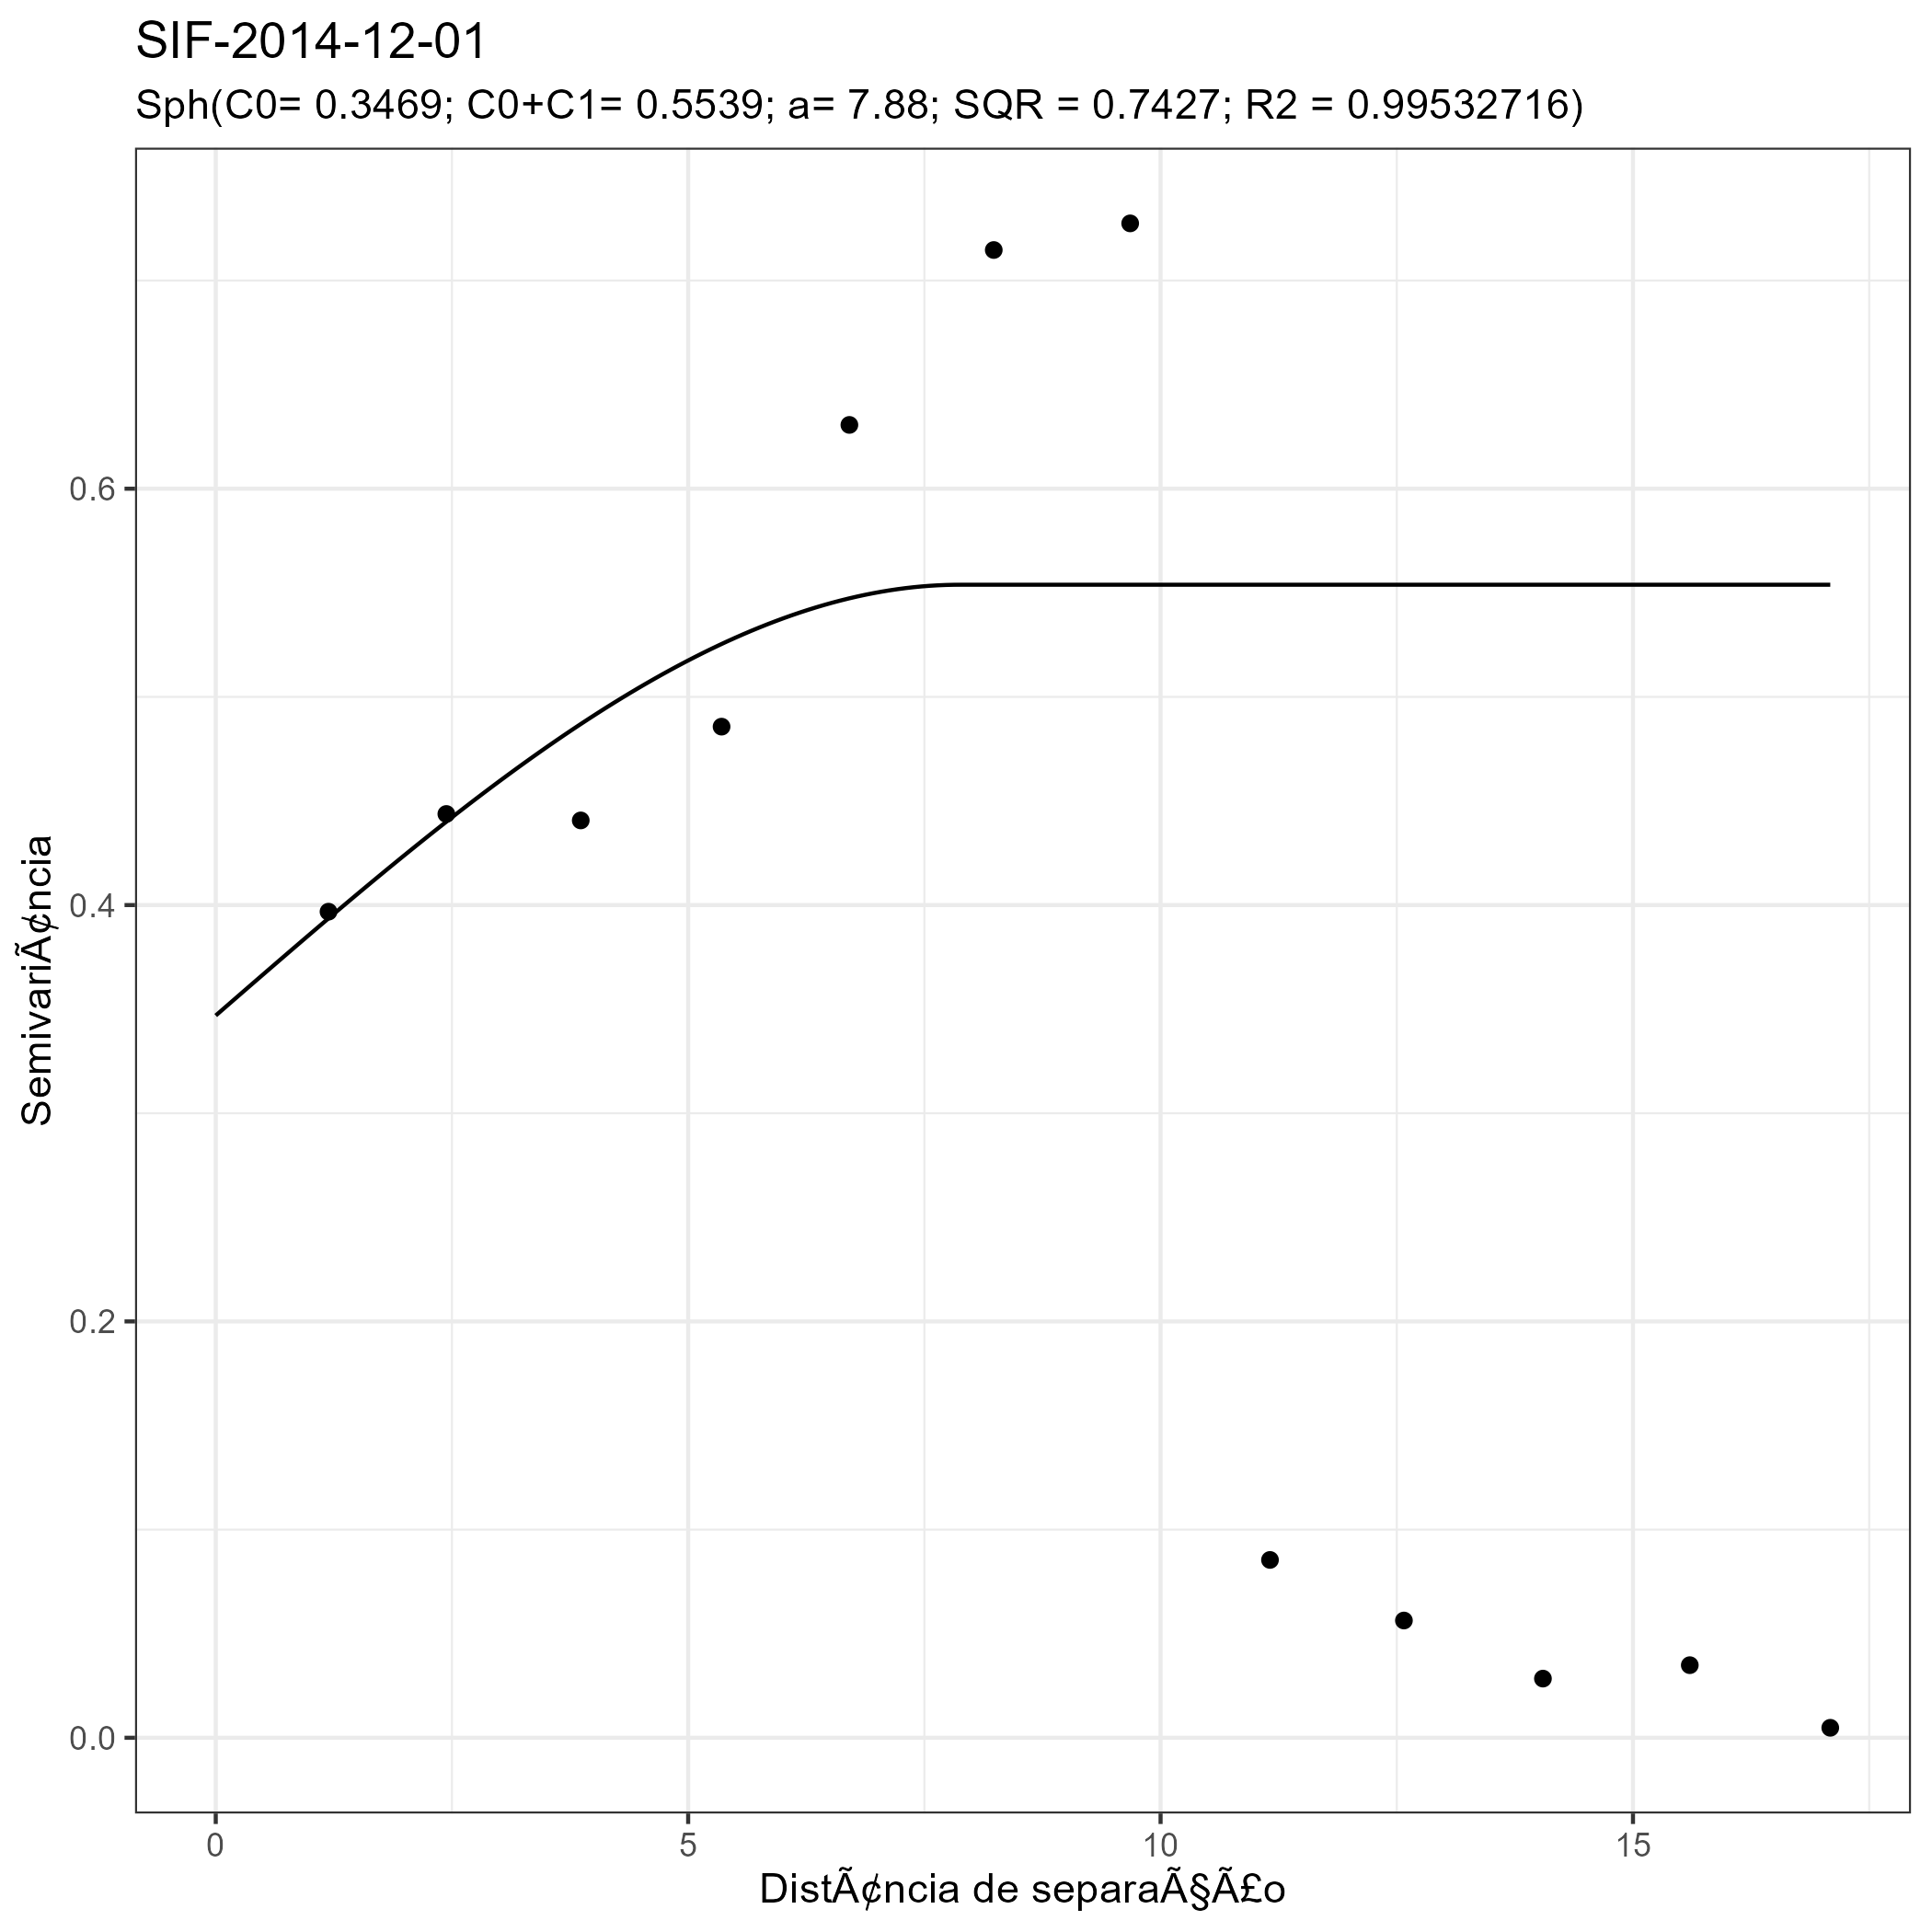 SIF-2014-12-01
Sph(C0= 0.3469; C0+C1= 0.5539; a= 7.88; SQR = 0.7427; R2 = 0.99532716)
SemivariÃ¢ncia
0.6
0.4
0.2
0.0
0 5 10 15
DistÃ¢ncia de separaÃ§Ã£o